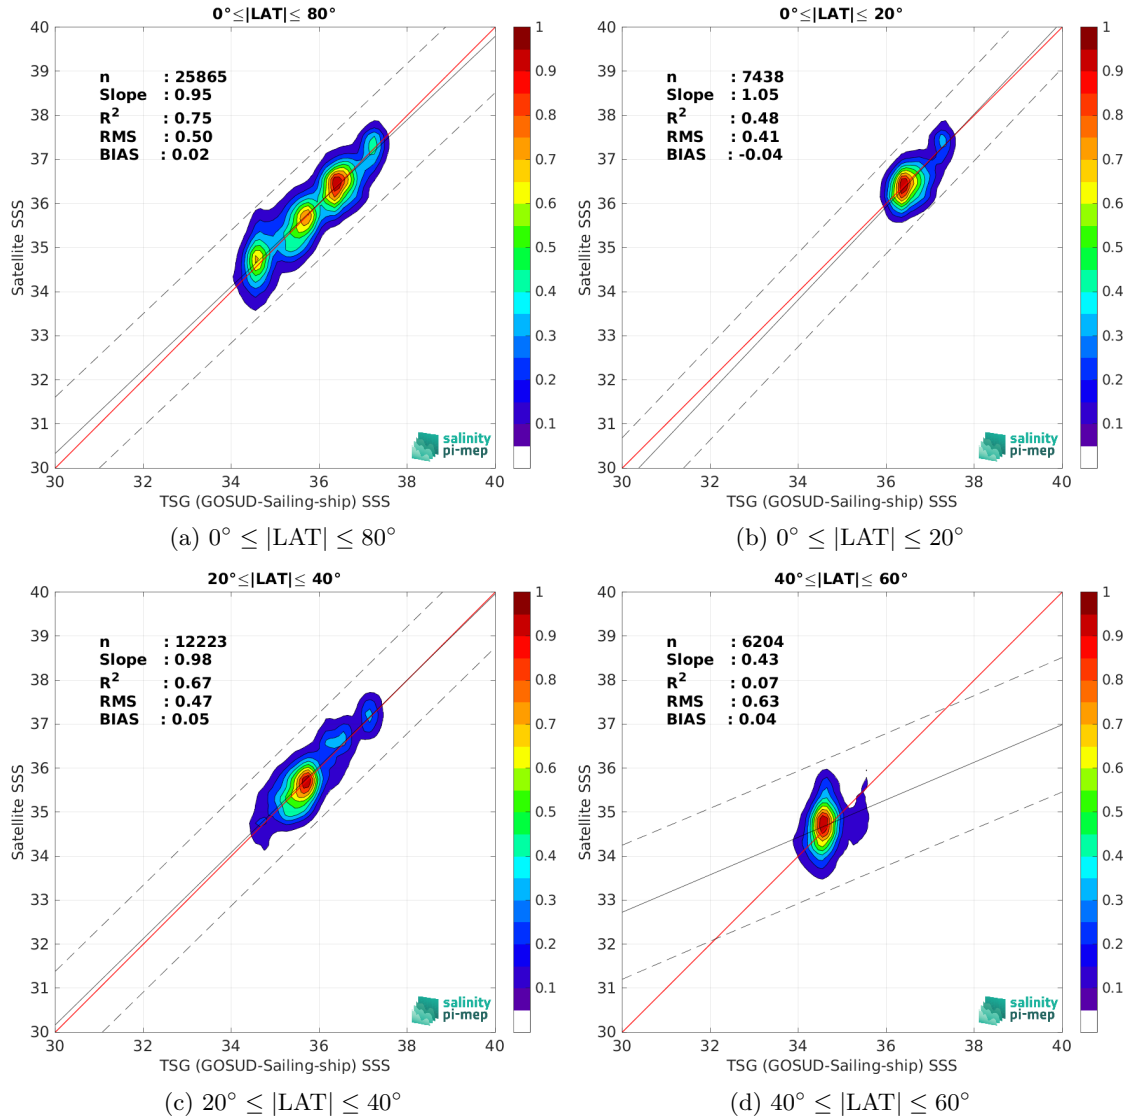 0°≤|LAT|≤ 80°
n : 25865
Slope : 0.95
R² : 0.75
RMS : 0.50
BIAS : 0.02
Satellite SSS
40
39
38
37
36
35
34
33
32
31
30
30 32 34 36 38 40
TSG (GOSUD-Sailing-ship) SSS
1
0.9
0.8
0.7
0.6
0.5
0.4
0.3
0.2
0.1
salinity
pi-mep
(a) 0° ≤ |LAT| ≤ 80°
0°≤|LAT|≤ 20°
n : 7438
Slope : 1.05
R² : 0.48
RMS : 0.41
BIAS : -0.04
Satellite SSS
40
39
38
37
36
35
34
33
32
31
30
30 32 34 36 38 40
TSG (GOSUD-Sailing-ship) SSS
1
0.9
0.8
0.7
0.6
0.5
0.4
0.3
0.2
0.1
salinity
pi-mep
(b) 0° ≤ |LAT| ≤ 20°
20°≤|LAT|≤ 40°
n : 12223
Slope : 0.98
R² : 0.67
RMS : 0.47
BIAS : 0.05
Satellite SSS
40
39
38
37
36
35
34
33
32
31
30
30 32 34 36 38 40
TSG (GOSUD-Sailing-ship) SSS
1
0.9
0.8
0.7
0.6
0.5
0.4
0.3
0.2
0.1
salinity
pi-mep
(c) 20° ≤ |LAT| ≤ 40°
40°≤|LAT|≤ 60°
n : 6204
Slope : 0.43
R² : 0.07
RMS : 0.63
BIAS : 0.04
Satellite SSS
40
39
38
37
36
35
34
33
32
31
30
30 32 34 36 38 40
TSG (GOSUD-Sailing-ship) SSS
1
0.9
0.8
0.7
0.6
0.5
0.4
0.3
0.2
0.1
salinity
pi-mep
(d) 40° ≤ |LAT| ≤ 60°